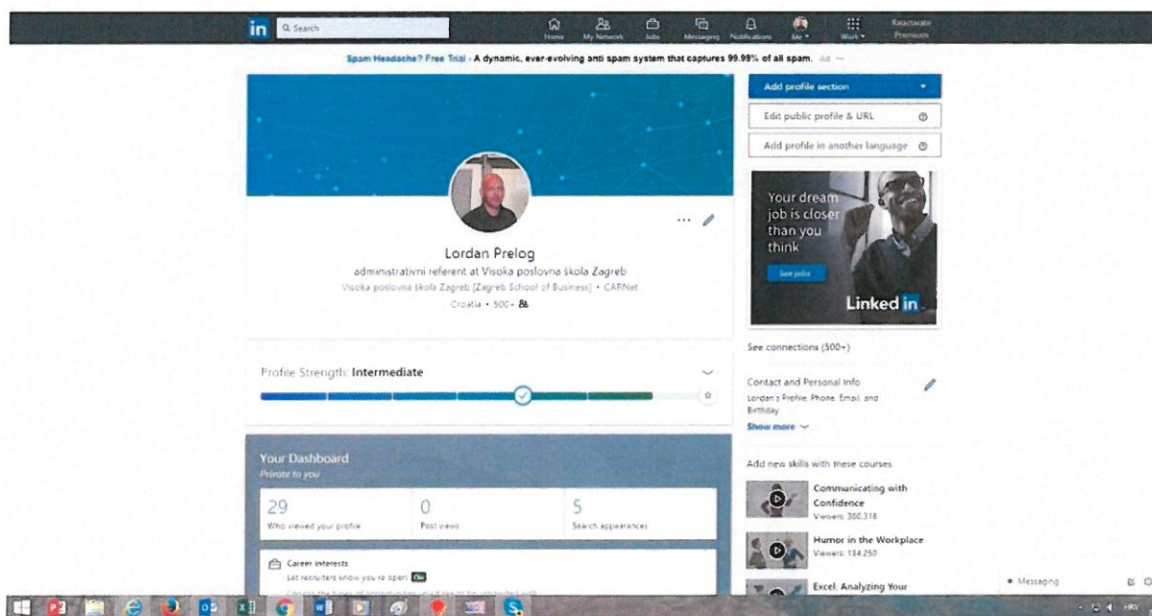 in
Search
Home
My Network
Jobs
Messaging
Notifications
Me
Work
Reactivate
Premium
Spam Headache? Free Trial - A dynamic, ever-evolving anti spam system that captures 99.99% of all spam. Ad ...
Add profile section
Edit public profile & URL
Add profile in another language
Your dream
job is closer
than you
think
See jobs
Linked in
Lordan Prelog
administrativni referent at Visoka poslovna škola Zagreb
Visoka poslovna škola Zagreb [Zagreb School of Business] • CARNet
Croatia • 500+
See connections (500+)
Profile Strength: Intermediate
Contact and Personal Info
Lordan's Profile, Phone, Email, and
Birthday
Show more
Your Dashboard
Private to you
29
Who viewed your profile
0
Post views
5
Search appearances
Career interests
Let recruiters know you're open On
Add new skills with these courses
Communicating with
Confidence
Viewers: 300,316
Humor in the Workplace
Viewers: 134,250
Excel: Analyzing Your
Messaging
HRV